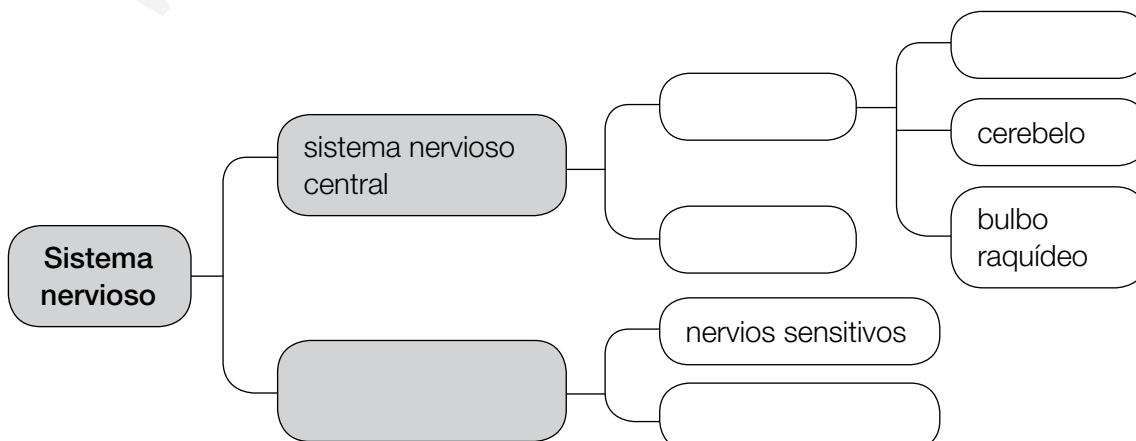 sistema nervioso
central
cerebelo
bulbo
raquídeo
Sistema
nervioso
nervios sensitivos